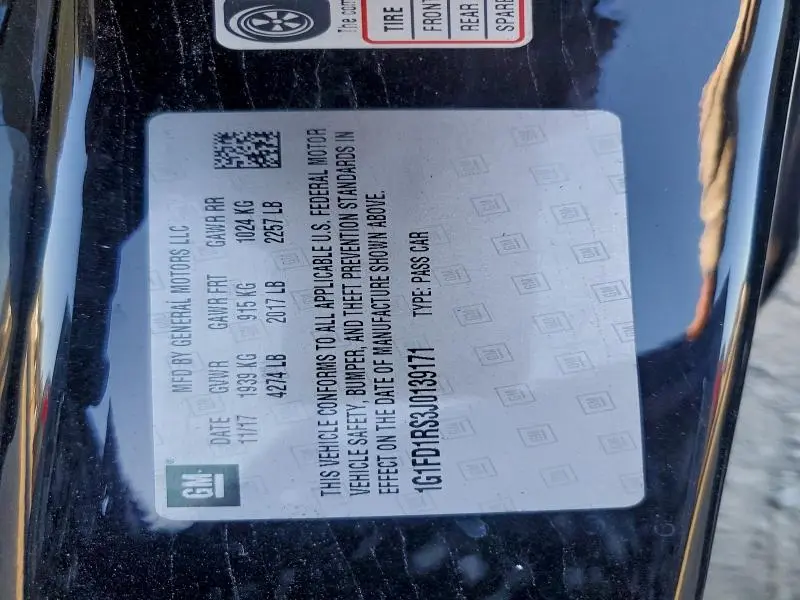 The com
TIRE
FRONT
REAR
SPARE
GM
MFD BY GENERAL MOTORS LLC
DATE GVWR GAWR FRT GAWR RR
11/17 1939 KG 915 KG 1024 KG
4274 LB 2017 LB 2257 LB
THIS VEHICLE CONFORMS TO ALL APPLICABLE U.S. FEDERAL MOTOR
VEHICLE SAFETY, BUMPER, AND THEFT PREVENTION STANDARDS IN
EFFECT ON THE DATE OF MANUFACTURE SHOWN ABOVE.
1G1FD1RS3J0139171 TYPE: PASS CAR